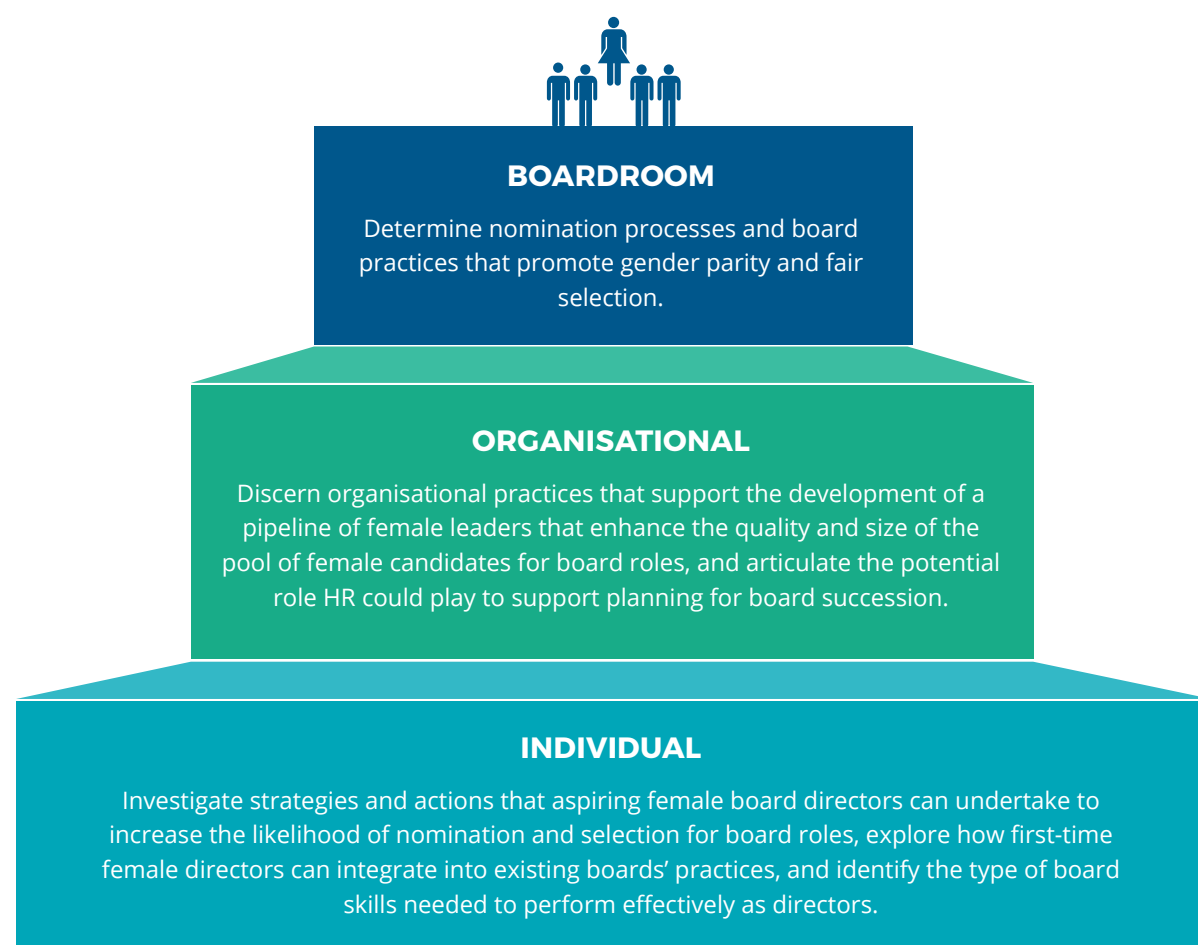 BOARDROOM
Determine nomination processes and board
practices that promote gender parity and fair
selection.
ORGANISATIONAL
Discern organisational practices that support the development of a
pipeline of female leaders that enhance the quality and size of the
pool of female candidates for board roles, and articulate the potential
role HR could play to support planning for board succession.
INDIVIDUAL
Investigate strategies and actions that aspiring female board directors can undertake to
increase the likelihood of nomination and selection for board roles, explore how first-time
female directors can integrate into existing boards’ practices, and identify the type of board
skills needed to perform effectively as directors.